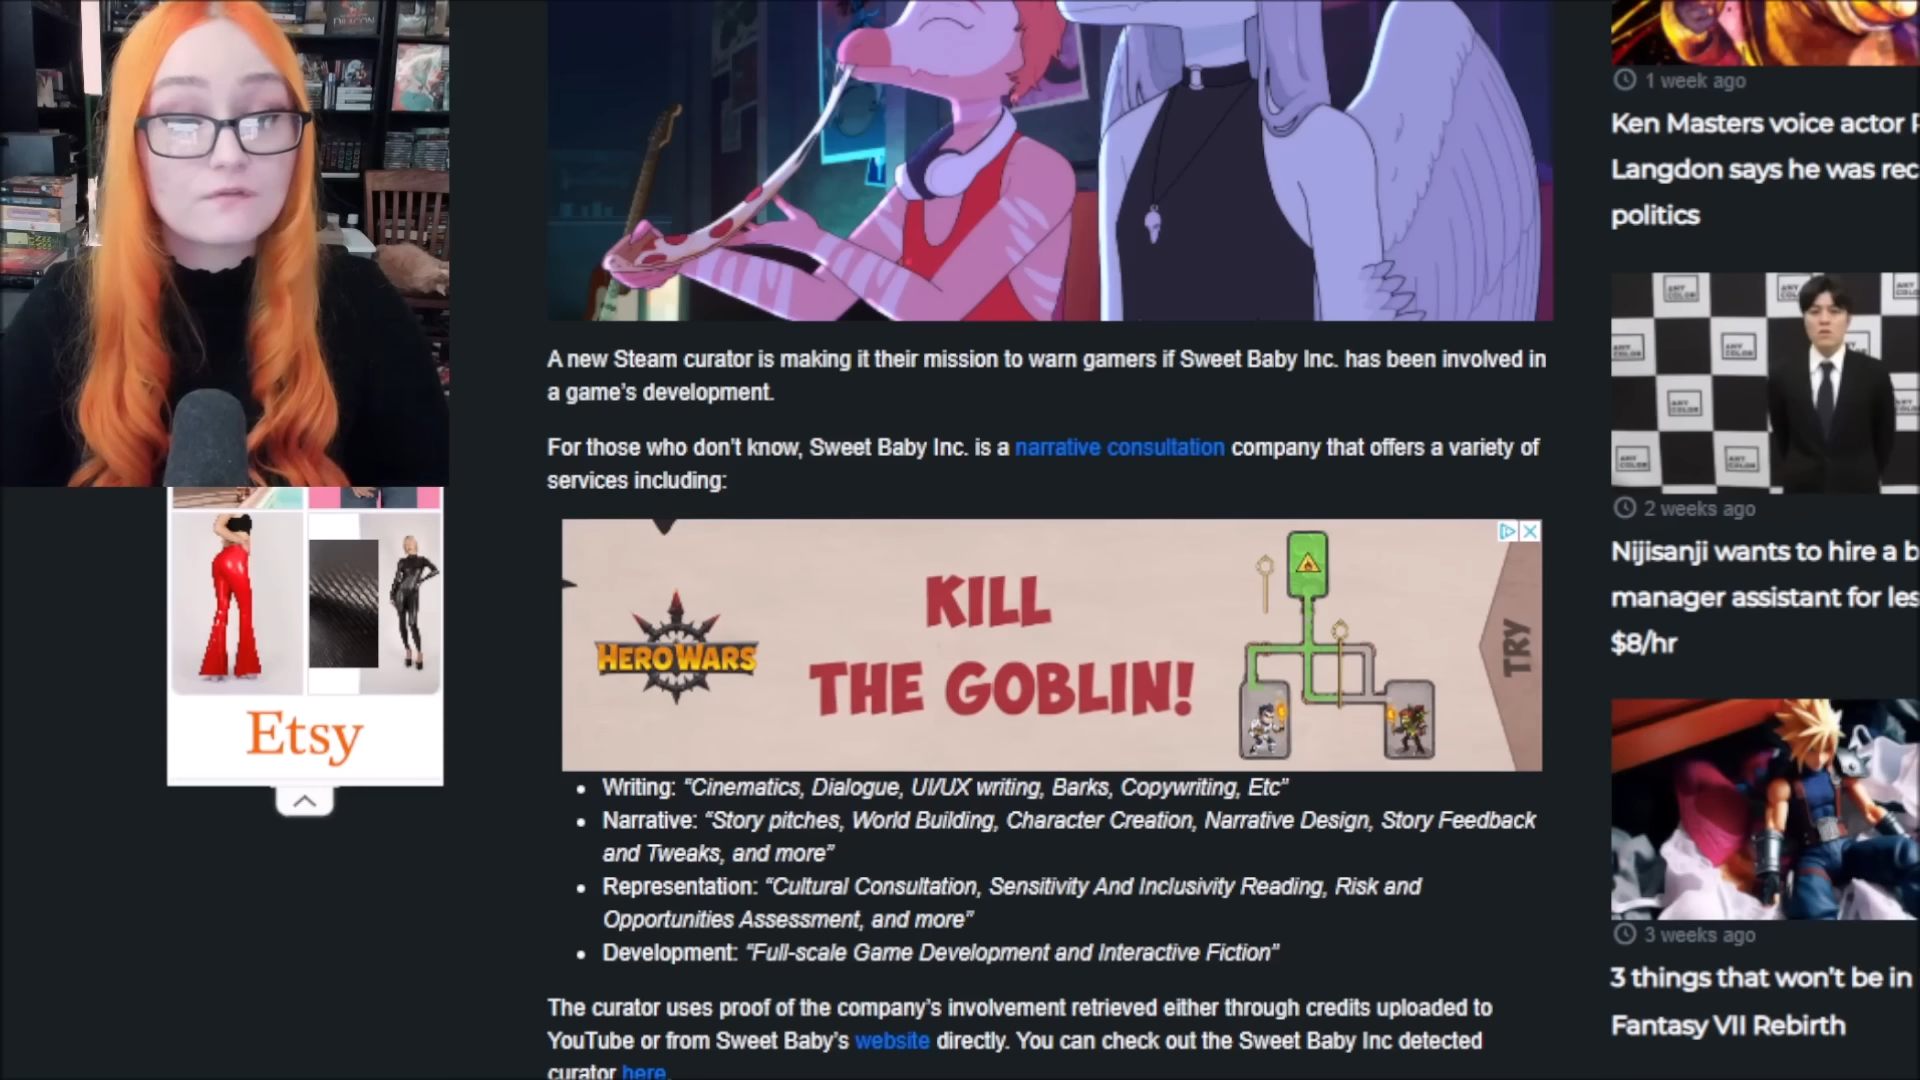 DRAGON
A new Steam curator is making it their mission to warn gamers if Sweet Baby Inc. has been involved in
a game's development.
For those who don't know, Sweet Baby Inc. is a narrative consultation company that offers a variety of
services including:
HERO WARS
KILL
THE GOBLIN!
TRY
Writing: “Cinematics, Dialogue, UI/UX writing, Barks, Copywriting, Etc”
Narrative: “Story pitches, World Building, Character Creation, Narrative Design, Story Feedback
and Tweaks, and more”
Representation: “Cultural Consultation, Sensitivity And Inclusivity Reading, Risk and
Opportunities Assessment, and more”
Development: “Full-scale Game Development and Interactive Fiction”
The curator uses proof of the company's involvement retrieved either through credits uploaded to
YouTube or from Sweet Baby's website directly. You can check out the Sweet Baby Inc detected
curator here.
Etsy
1 week ago
Ken Masters voice actor
Langdon says he was rec
politics
ANY
COLOR
2 weeks ago
Nijisanji wants to hire a b
manager assistant for les
$8/hr
3 weeks ago
3 things that won't be in
Fantasy VII Rebirth